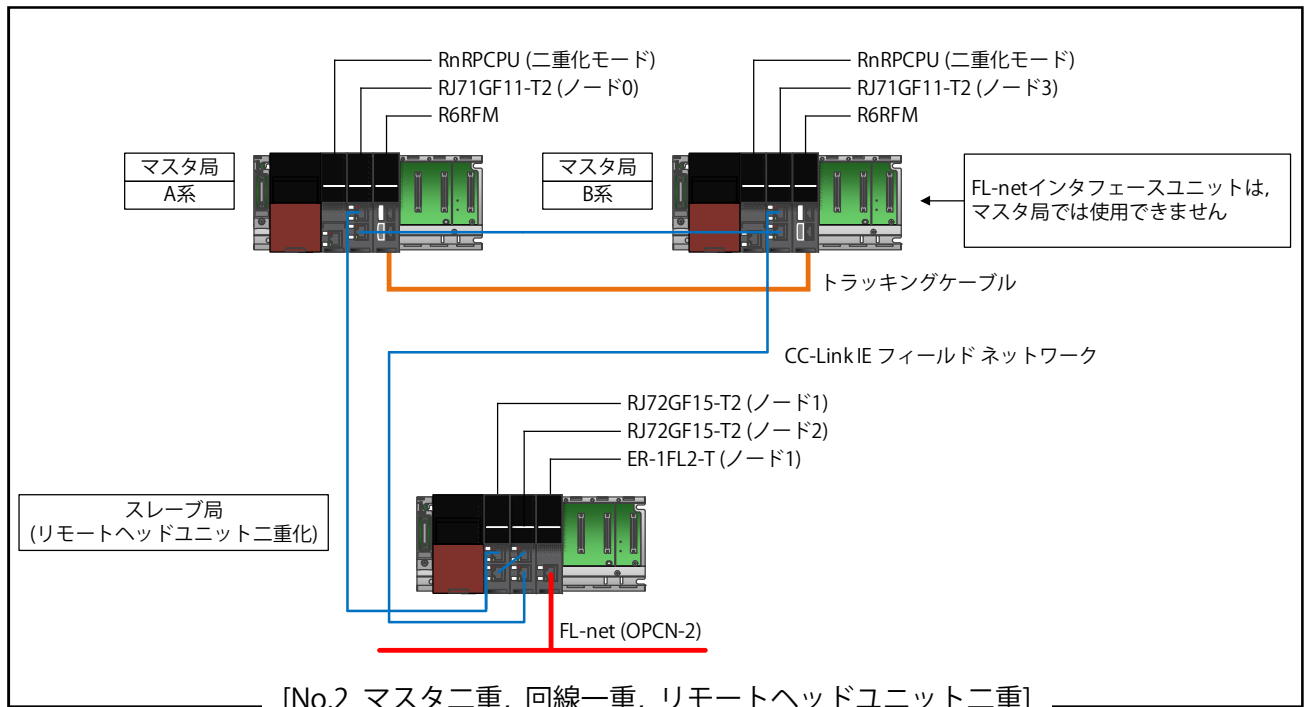 RnRPCPU (二重化モード)
RJ71GF11-T2 (ノード0)
R6RFM
RnRPCPU (二重化モード)
RJ71GF11-T2 (ノード3)
R6RFM
マスタ局
A系
マスタ局
B系
FL-netインタフェースユニットは,
マスタ局では使用できません
トラッキングケーブル
CC-Link IE フィールド ネットワーク
RJ72GF15-T2 (ノード1)
RJ72GF15-T2 (ノード2)
ER-1FL2-T (ノード1)
スレーブ局
(リモートヘッドユニット二重化)
FL-net (OPCN-2)
[No.2 マスタ二重, 回線一重, リモートヘッドユニット二重]